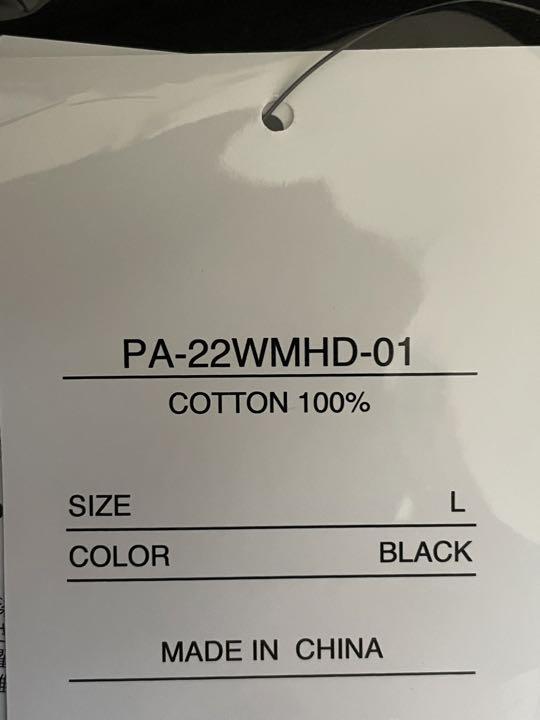 PA-22WMHD-01
COTTON 100%
SIZE L
COLOR BLACK
MADE IN CHINA